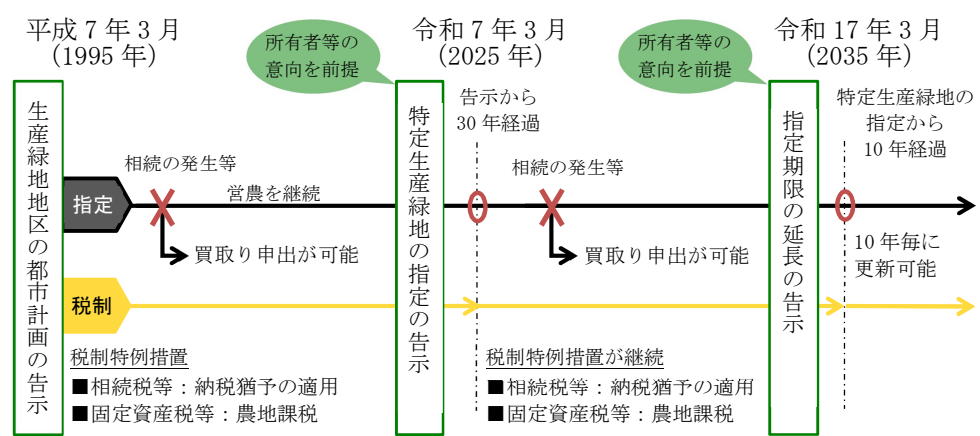 平成７年３月
(1995 年)
所有者等の
意向を前提
令和７年３月
(2025 年)
所有者等の
意向を前提
令和 17 年３月
(2035 年)
生産緑地地区の都市計画の告示
特定生産緑地の指定の告示
指定期限の延長の告示
告示から
30 年経過
特定生産緑地の
指定から
10 年経過
相続の発生等
相続の発生等
指定
営農を継続
買取り申出が可能
買取り申出が可能
10 年毎に
更新可能
税制
税制特例措置
■相続税等：納税猶予の適用
■固定資産税等：農地課税
税制特例措置が継続
■相続税等：納税猶予の適用
■固定資産税等：農地課税